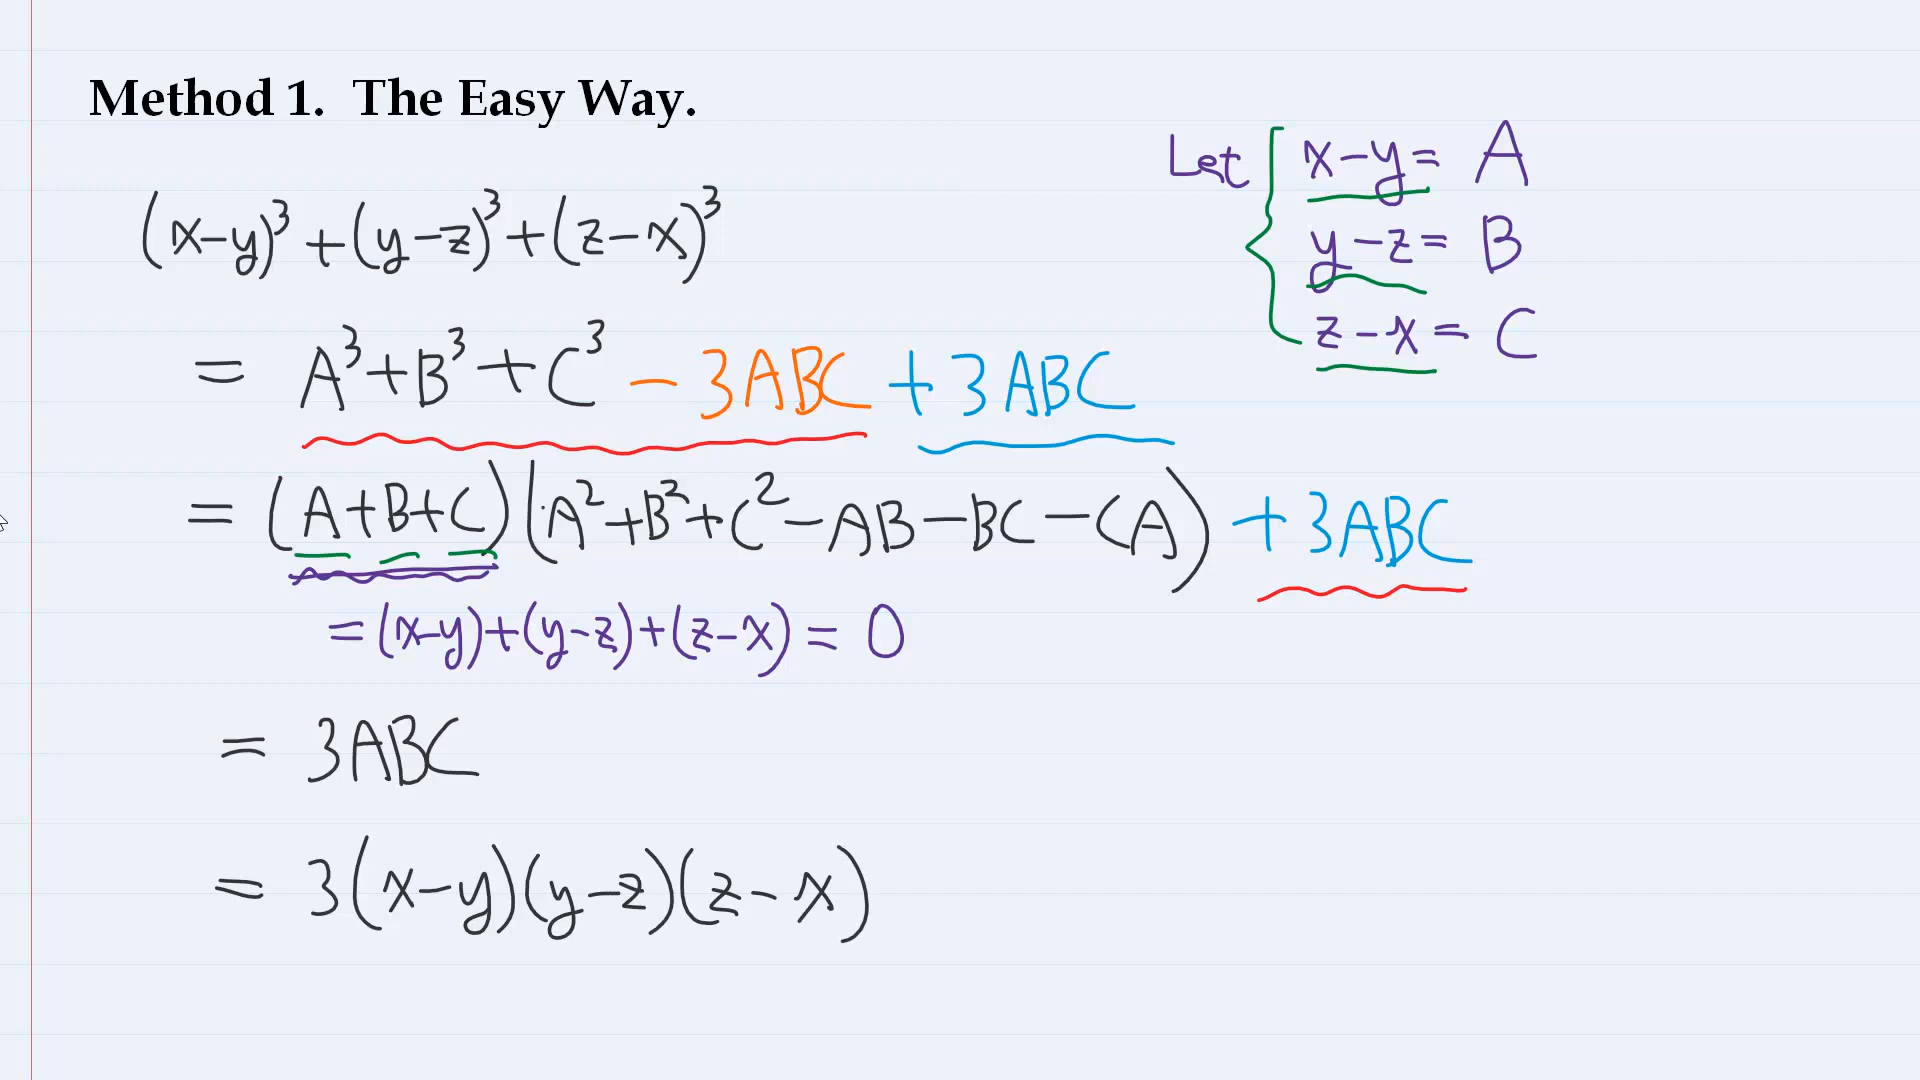 Method 1. The Easy Way.
Let { x-y = A
y-z = B
z-x = C
(x-y)³ + (y-z)³ + (z-x)³
= A³ + B³ + C³ - 3ABC + 3ABC
= (A+B+C)(A² + B² + C² - AB - BC - CA) + 3ABC
= (x-y) + (y-z) + (z-x) = 0
= 3ABC
= 3(x-y)(y-z)(z-x)